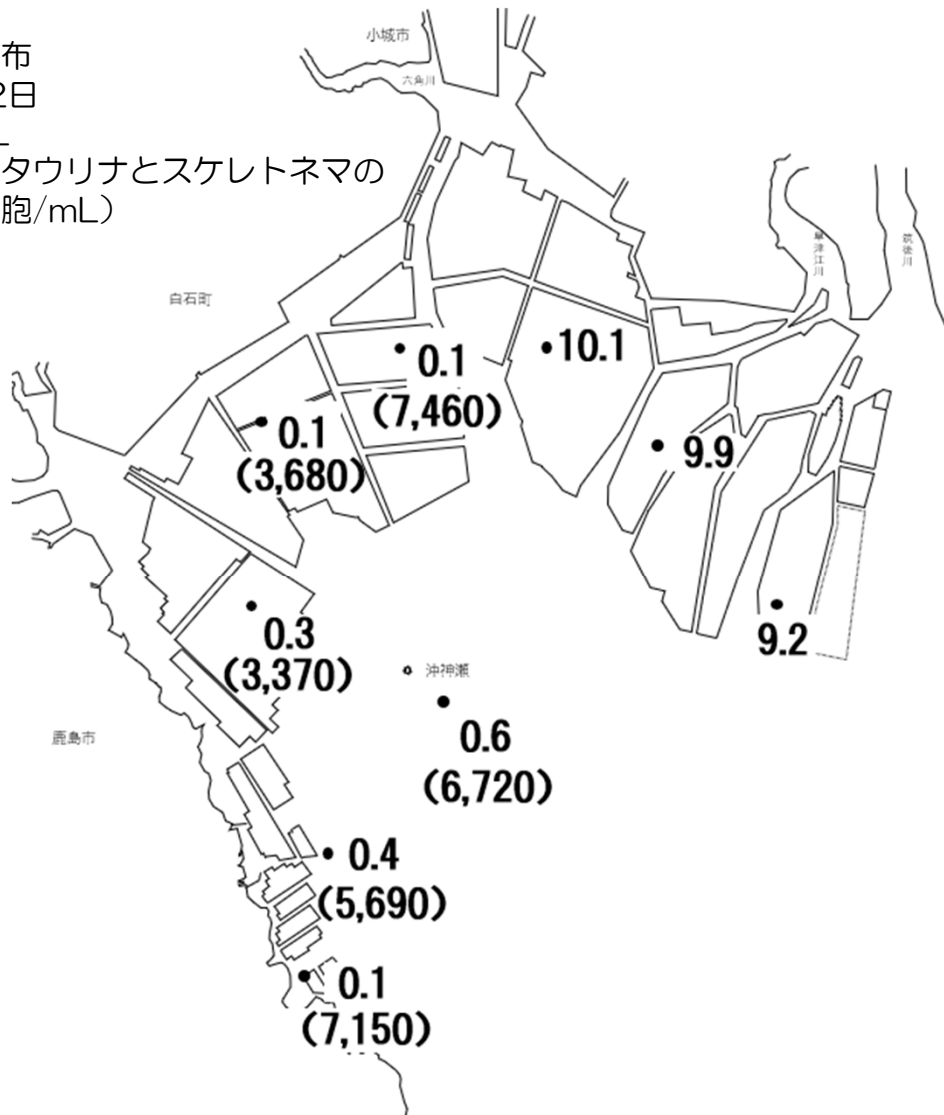 布
2日
タウリナとスケレトネマの
胞/mL)
小城市
六角川
白石町
筑後川
0.1
(7,460)
10.1
0.1
(3,680)
9.9
0.3
(3,370)
9.2
沖神瀬
0.6
(6,720)
鹿島市
0.4
(5,690)
0.1
(7,150)